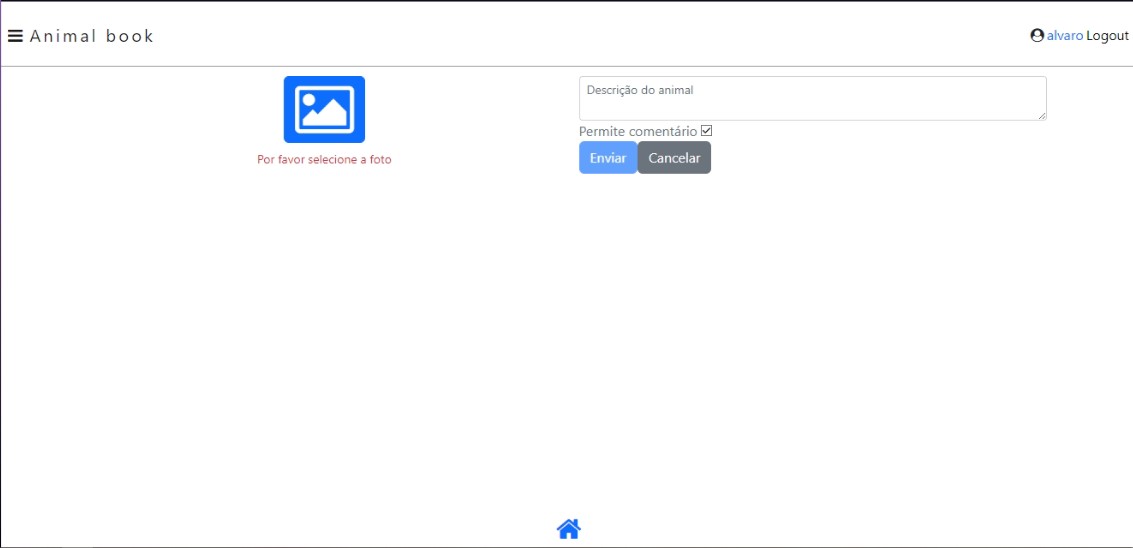 Animal book
alvaro Logout
Por favor selecione a foto
Descrição do animal
Permite comentário
Enviar Cancelar